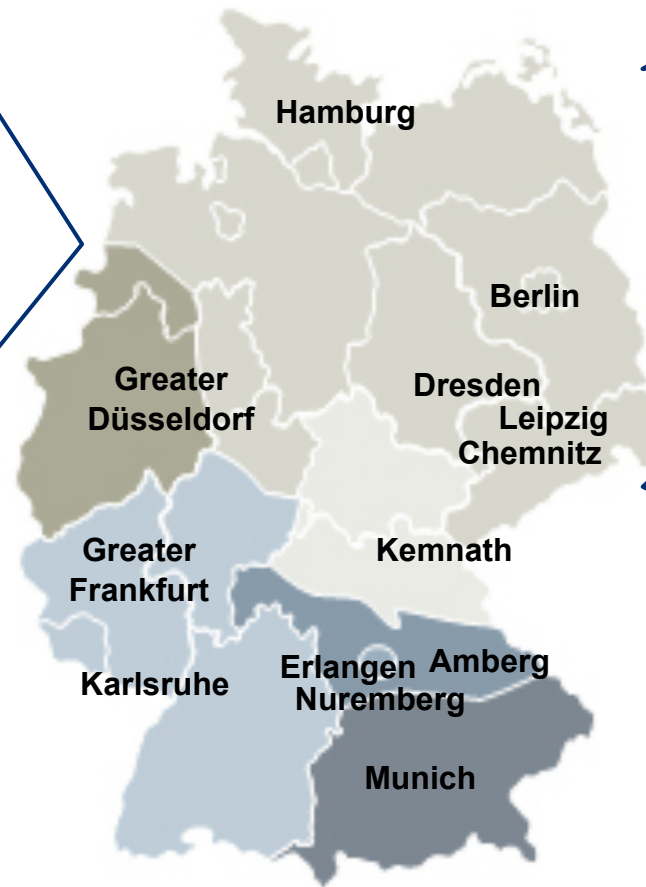 Hamburg
Berlin
Greater
Düsseldorf
Dresden
Leipzig
Chemnitz
Greater
Frankfurt
Kemnath
Karlsruhe
Erlangen
Amberg
Nuremberg
Munich